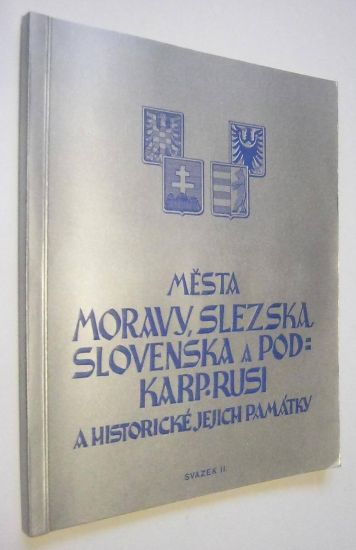 MĚSTA
MORAVY, SLEZSKA
SLOVENSKA A POD=
KARP. RUSI
A HISTORICKÉ JEJICH PAMÁTKY
SVAZEK II.